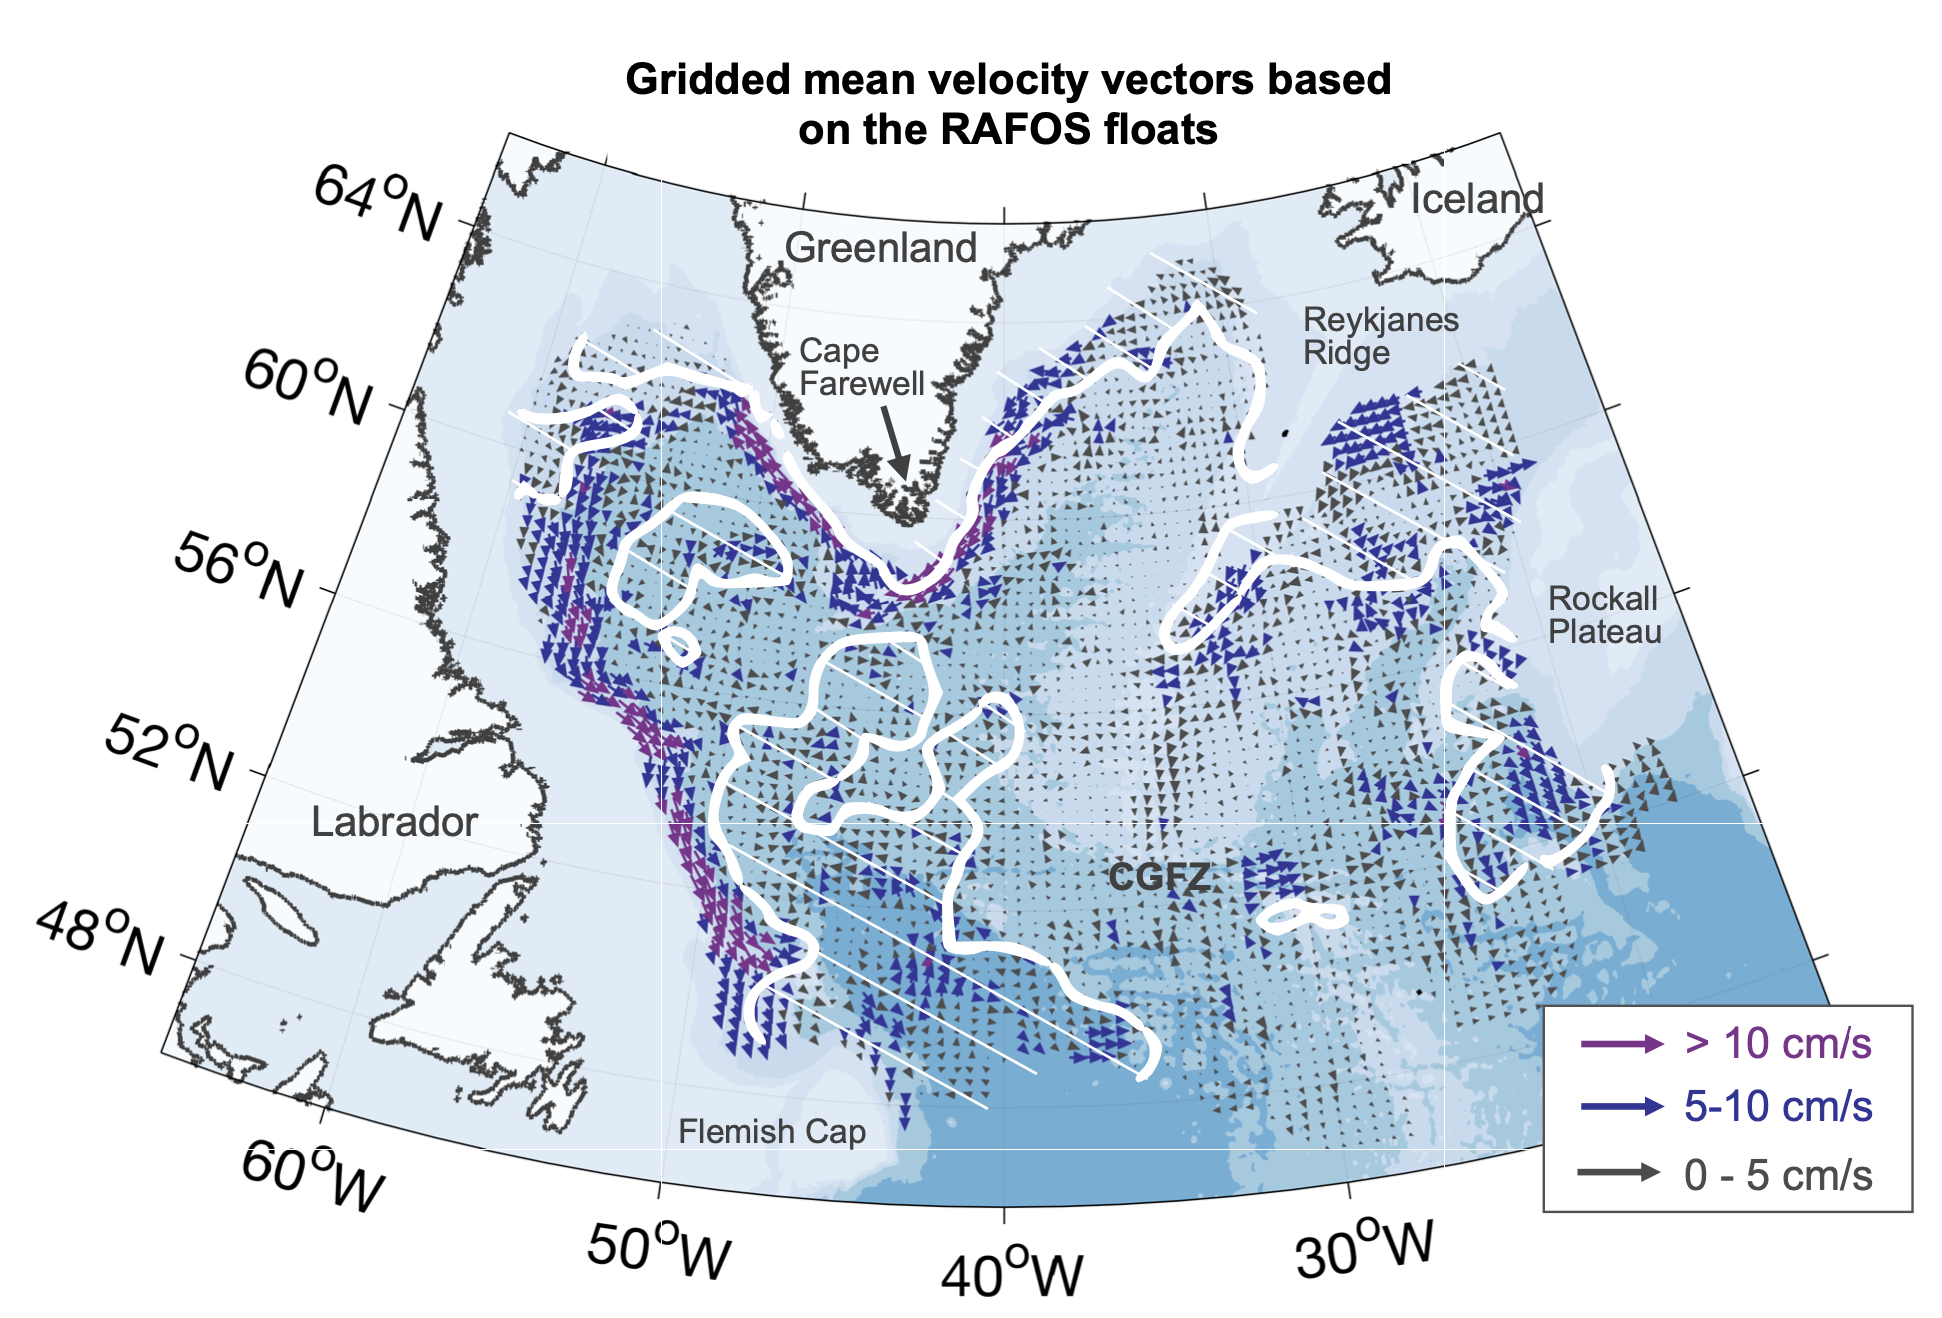 Gridded mean velocity vectors based
on the RAFOS floats
64°N
60°N
56°N
52°N
48°N
Greenland
Iceland
Cape
Farewell
Reykjanes
Ridge
Rockall
Plateau
Labrador
CGFZ
Flemish Cap
> 10 cm/s
5-10 cm/s
0 - 5 cm/s
60°W
50°W
40°W
30°W